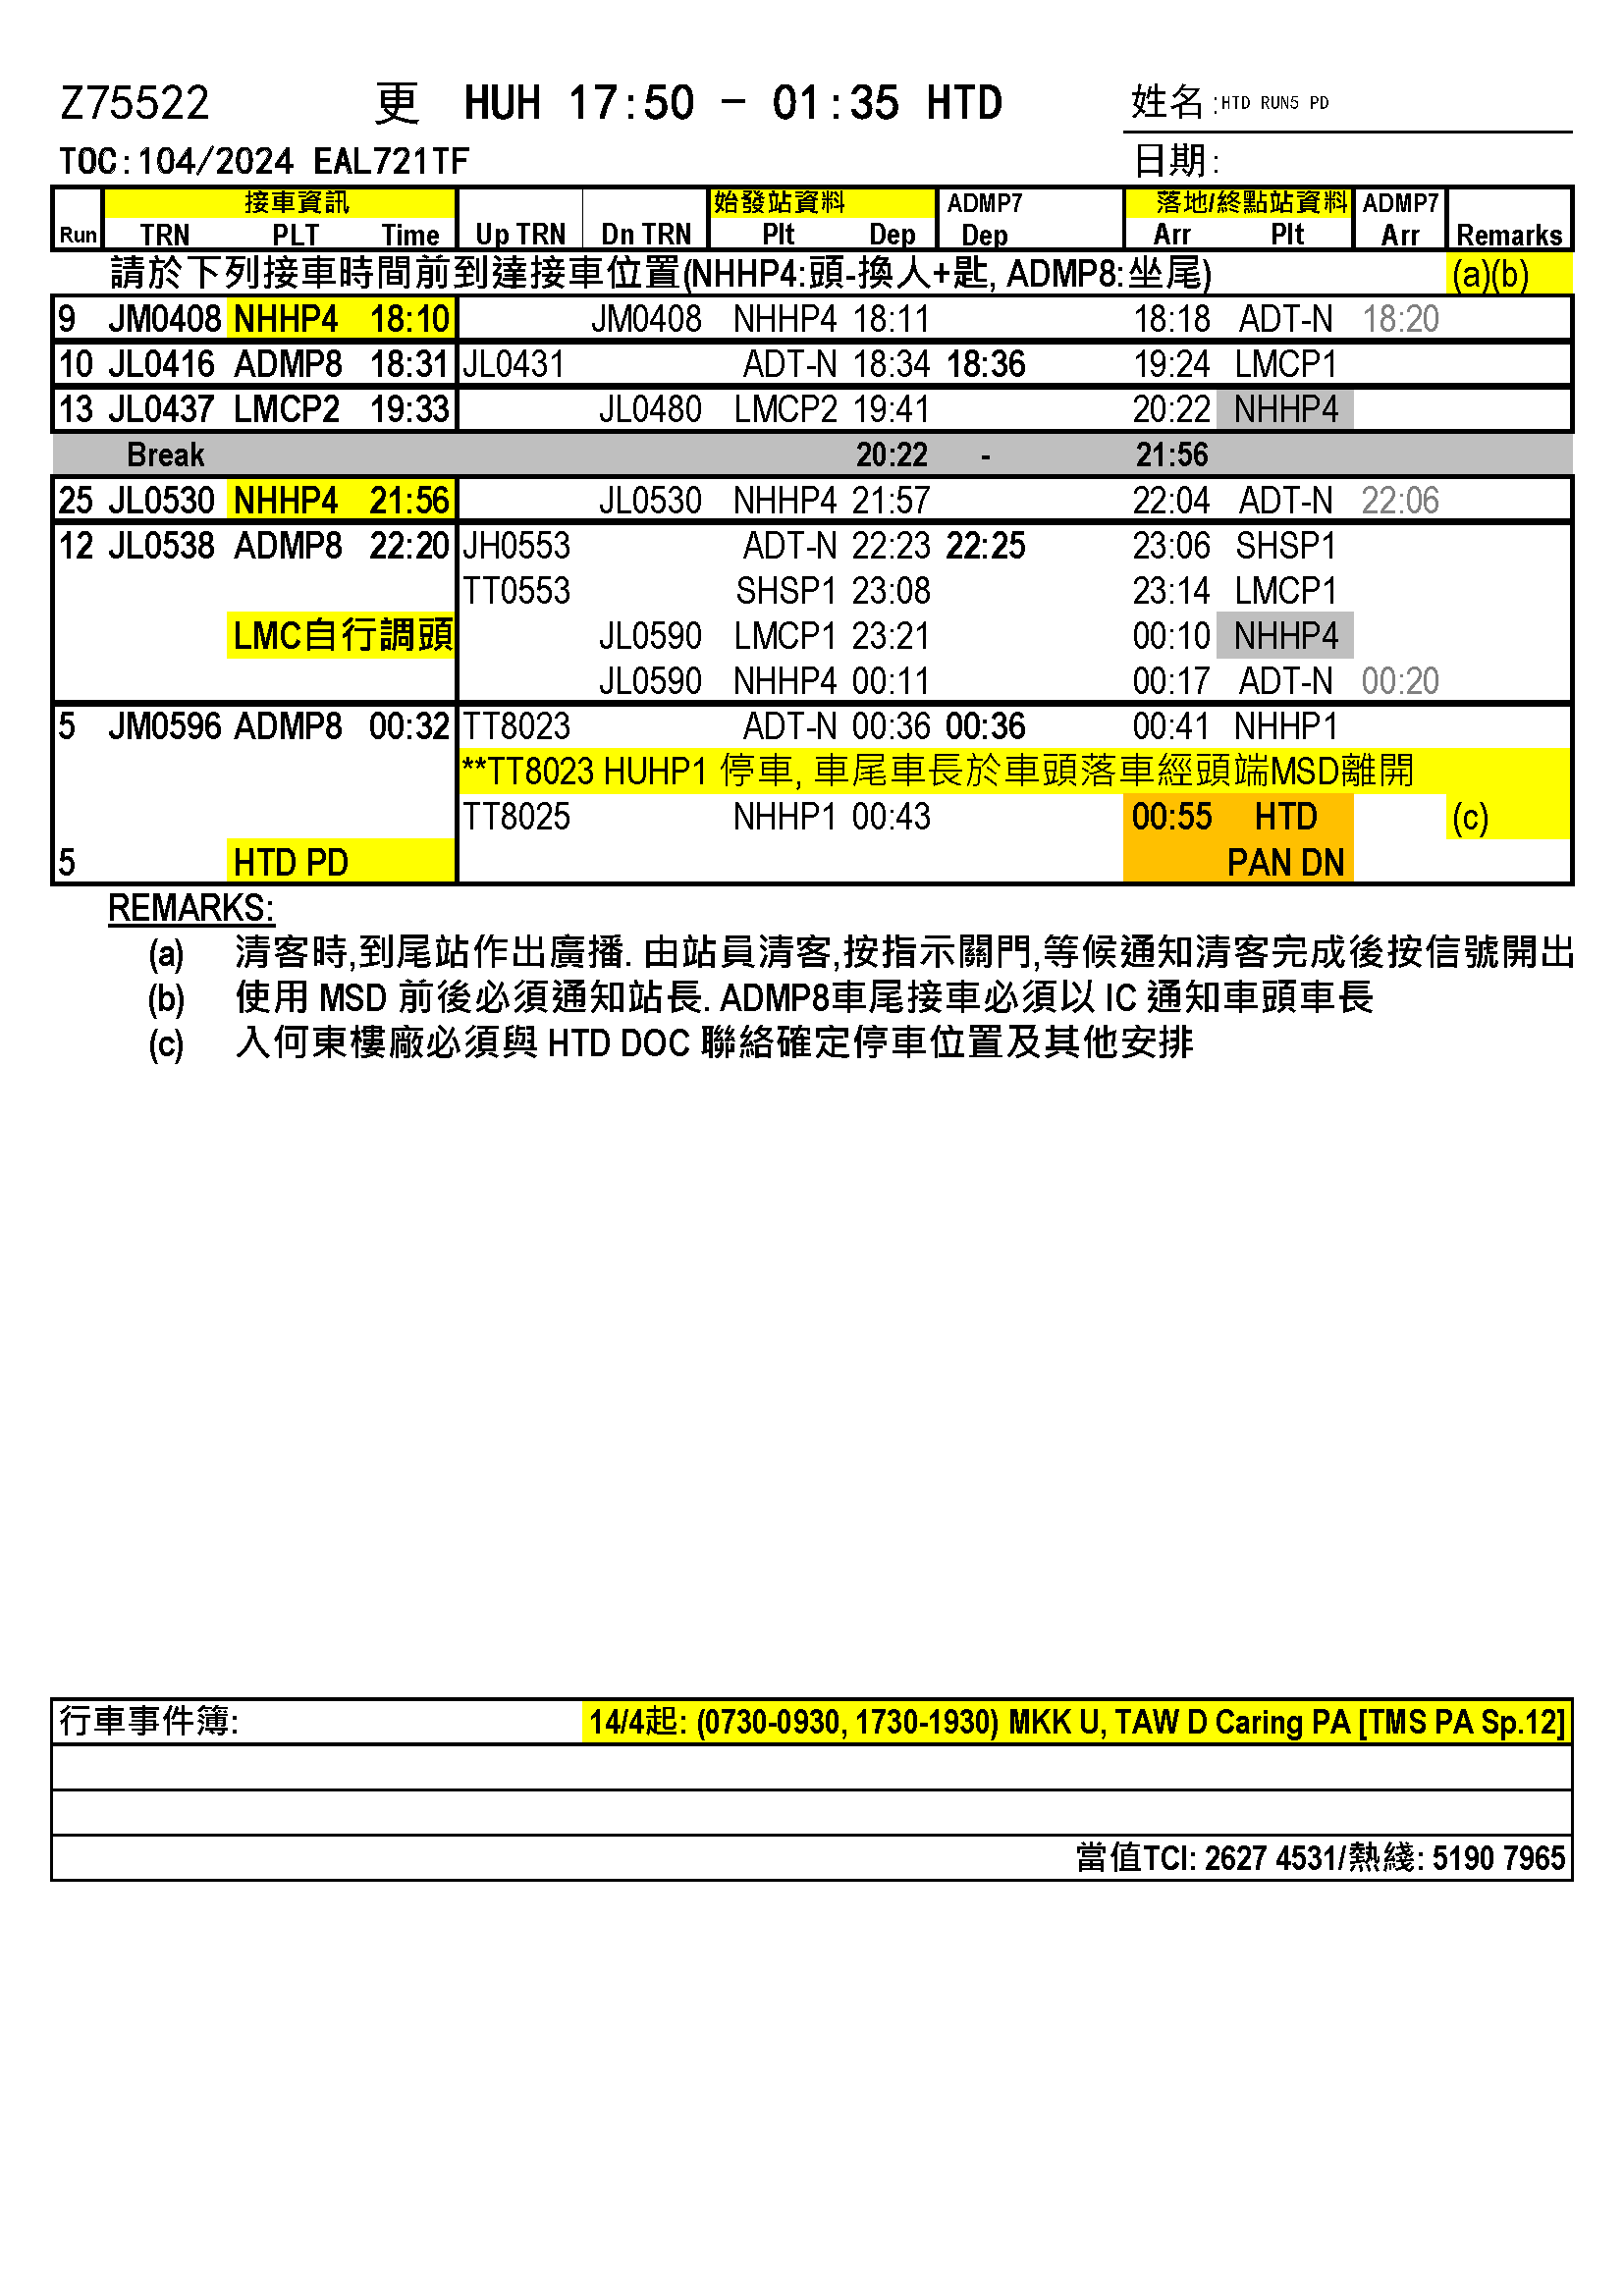 Z75522 更 HUH 17:50 - 01:35 HTD 姓名:HTD RUN5 PD
TOC:104/2024 EAL721TF 日期:
接車資訊 始發站資料 ADMP7 落地/終點站資料 ADMP7
Run TRN PLT Time Up TRN Dn TRN Plt Dep Dep Arr Plt Arr Remarks
請於下列接車時間前到達接車位置(NHHP4:頭-換人+匙, ADMP8:坐尾) (a)(b)
9 JM0408 NHHP4 18:10 JM0408 NHHP4 18:11 18:18 ADT-N 18:20
10 JL0416 ADMP8 18:31 JL0431 ADT-N 18:34 18:36 19:24 LMCP1
13 JL0437 LMCP2 19:33 JL0480 LMCP2 19:41 20:22 NHHP4
Break 20:22 - 21:56
25 JL0530 NHHP4 21:56 JL0530 NHHP4 21:57 22:04 ADT-N 22:06
12 JL0538 ADMP8 22:20 JH0553 ADT-N 22:23 22:25 23:06 SHSP1
TT0553 SHSP1 23:08 23:14 LMCP1
LMC自行調頭 JL0590 LMCP1 23:21 00:10 NHHP4
JL0590 NHHP4 00:11 00:17 ADT-N 00:20
5 JM0596 ADMP8 00:32 TT8023 ADT-N 00:36 00:36 00:41 NHHP1
**TT8023 HUHP1 停車, 車尾車長於車頭落車經頭端MSD離開
TT8025 NHHP1 00:43 00:55 HTD (c)
5 HTD PD PAN DN
REMARKS:
(a) 清客時,到尾站作出廣播. 由站員清客,按指示關門,等候通知清客完成後按信號開出
(b) 使用 MSD 前後必須通知站長. ADMP8車尾接車必須以 IC 通知車頭車長
(c) 入何東樓廠必須與 HTD DOC 聯絡確定停車位置及其他安排
行車事件簿: 14/4起: (0730-0930, 1730-1930) MKK U, TAW D Caring PA [TMS PA Sp.12]
當值TCI: 2627 4531/熱綫: 5190 7965